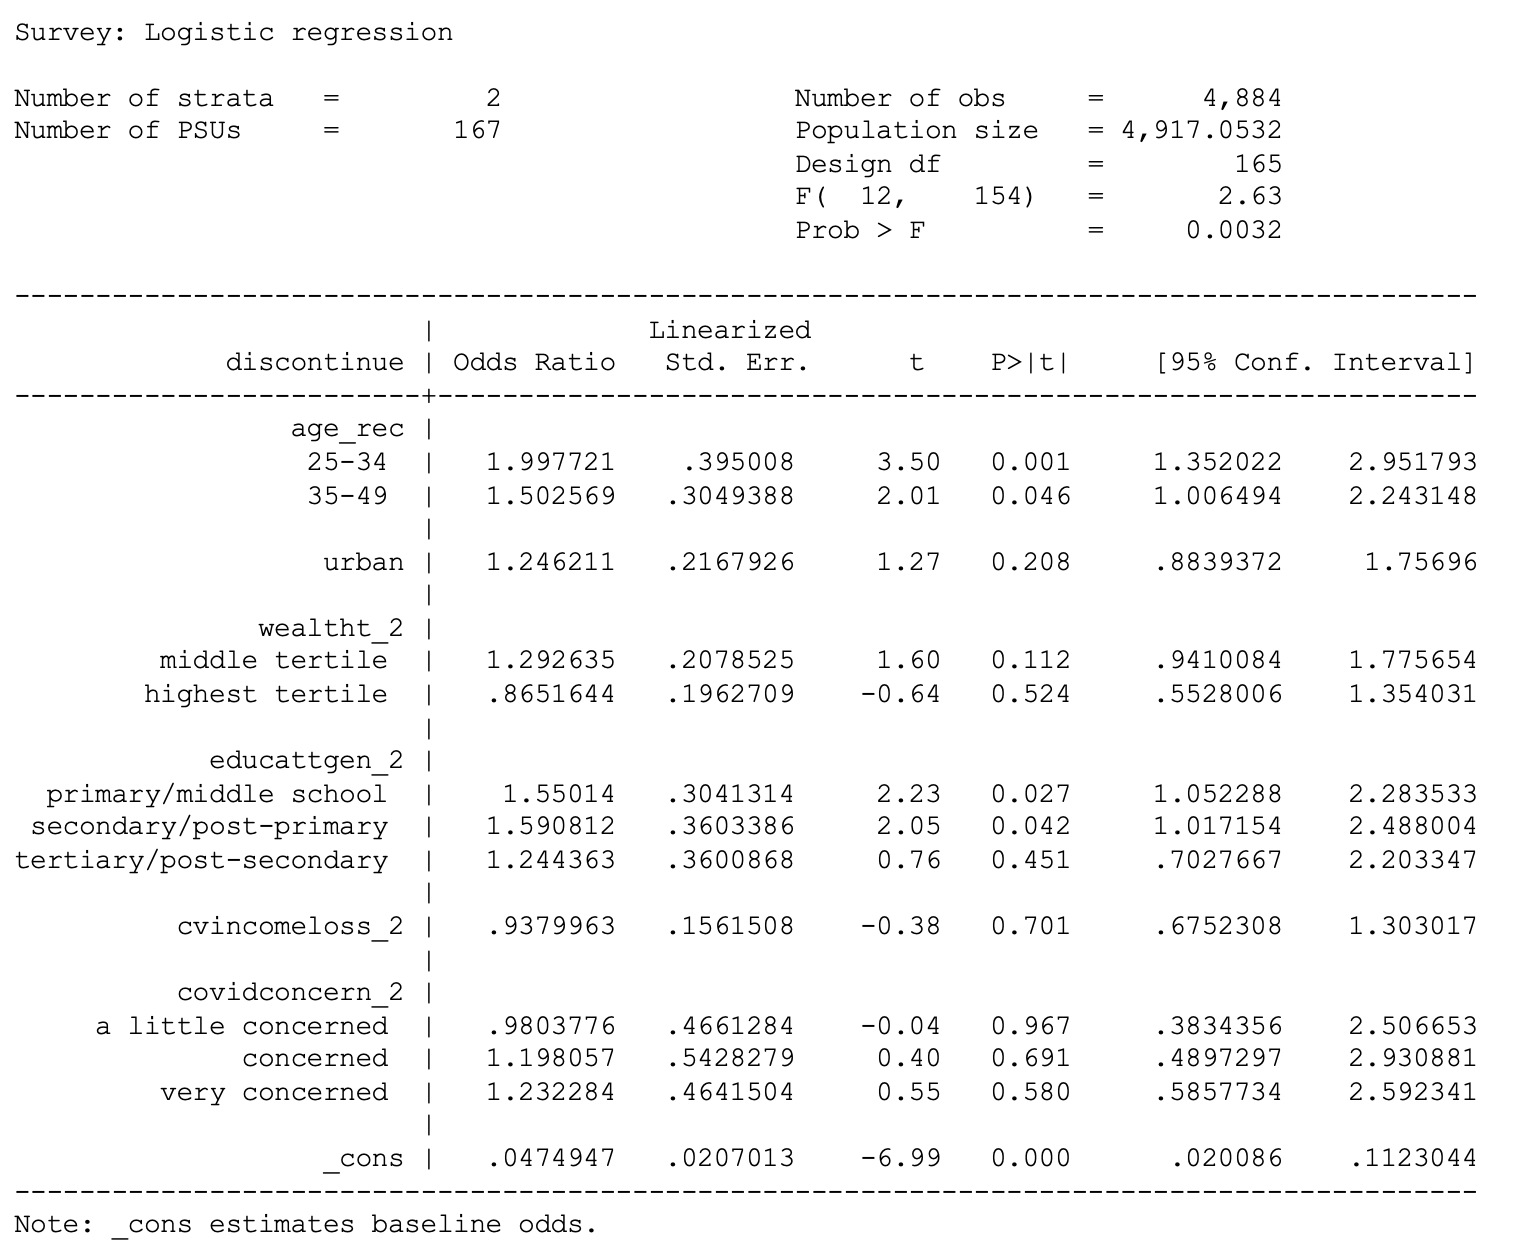 Survey: Logistic regression

Number of strata   =         2                  Number of obs     =      4,884
Number of PSUs     =       167                  Population size   = 4,917.0532
                                                Design df         =        165
                                                F(  12,    154)   =       2.63
                                                Prob > F          =     0.0032

------------------------------------------------------------------------------------------
                         |             Linearized
             discontinue | Odds Ratio   Std. Err.      t    P>|t|     [95% Conf. Interval]
-------------------------+----------------------------------------------------------------
                 age_rec |
                  25-34  |   1.997721    .395008     3.50   0.001     1.352022    2.951793
                  35-49  |   1.502569   .3049388     2.01   0.046     1.006494    2.243148
                         |
                   urban |   1.246211   .2167926     1.27   0.208     .8839372     1.75696
                         |
               wealtht_2 |
         middle tertile  |   1.292635   .2078525     1.60   0.112     .9410084    1.775654
        highest tertile  |   .8651644   .1962709    -0.64   0.524     .5528006    1.354031
                         |
            educattgen_2 |
  primary/middle school  |    1.55014   .3041314     2.23   0.027     1.052288    2.283533
 secondary/post-primary  |   1.590812   .3603386     2.05   0.042     1.017154    2.488004
tertiary/post-secondary  |   1.244363   .3600868     0.76   0.451     .7027667    2.203347
                         |
          cvincomeloss_2 |   .9379963   .1561508    -0.38   0.701     .6752308    1.303017
                         |
          covidconcern_2 |
     a little concerned  |   .9803776   .4661284    -0.04   0.967     .3834356    2.506653
              concerned  |   1.198057   .5428279     0.40   0.691     .4897297    2.930881
         very concerned  |   1.232284   .4641504     0.55   0.580     .5857734    2.592341
                         |
                   _cons |   .0474947   .0207013    -6.99   0.000      .020086    .1123044
------------------------------------------------------------------------------------------
Note: _cons estimates baseline odds.